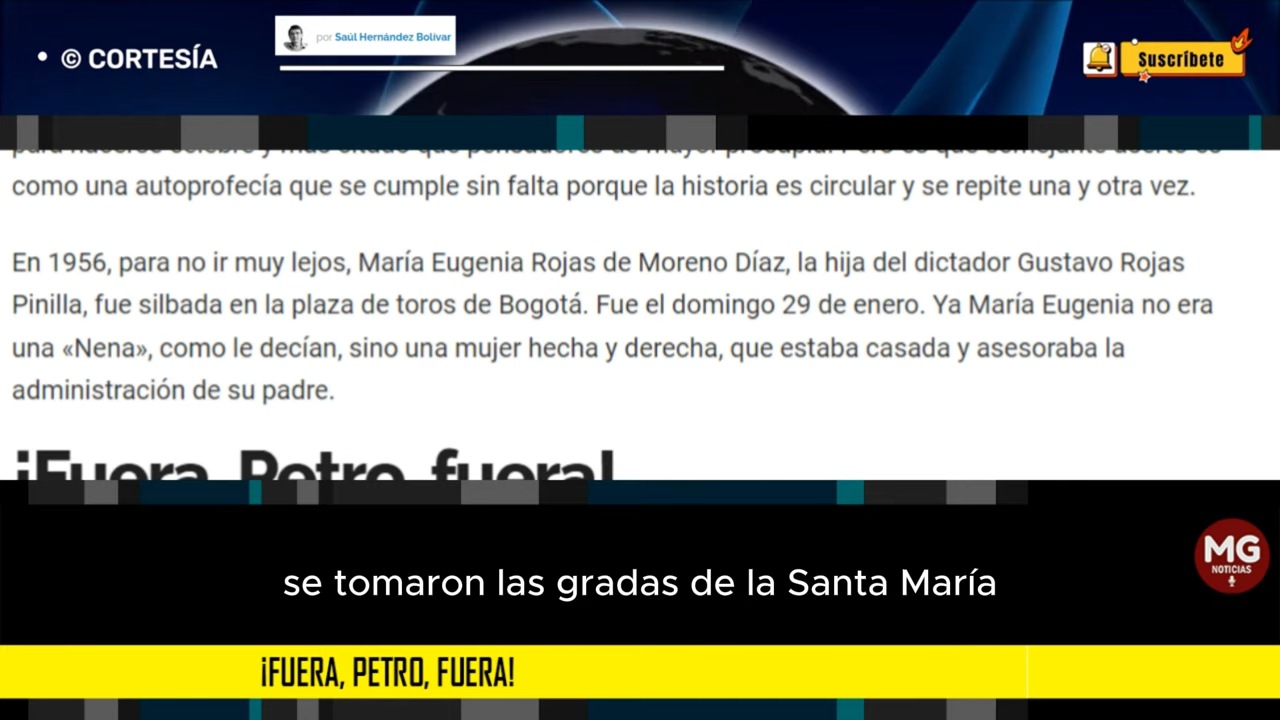 • © CORTESÍA
por Saúl Hernández Bolívar
Suscríbete
como una autoprofecía que se cumple sin falta porque la historia es circular y se repite una y otra vez.
En 1956, para no ir muy lejos, María Eugenia Rojas de Moreno Díaz, la hija del dictador Gustavo Rojas
Pinilla, fue silbada en la plaza de toros de Bogotá. Fue el domingo 29 de enero. Ya María Eugenia no era
una «Nena», como le decían, sino una mujer hecha y derecha, que estaba casada y asesoraba la
administración de su padre.
¡Fuera, Petro, fuera!
MG
NOTICIAS
se tomaron las gradas de la Santa María
¡FUERA, PETRO, FUERA!